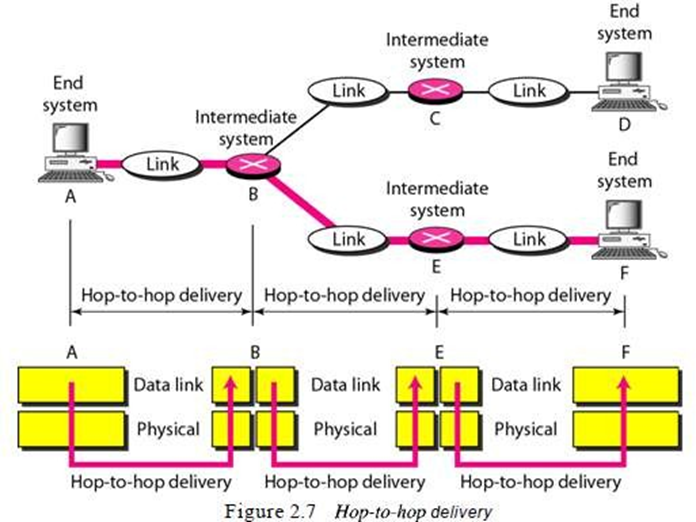 End
system
Intermediate
system
Link
Link
C
D
End
system
Intermediate
system
Link
A
B
End
system
Intermediate
system
Link
Link
E
F
Hop-to-hop delivery
Hop-to-hop delivery
Hop-to-hop delivery
A
B
E
F
Data link
Data link
Data link
Physical
Physical
Physical
Hop-to-hop delivery
Hop-to-hop delivery
Hop-to-hop delivery
Figure 2.7 Hop-to-hop delivery